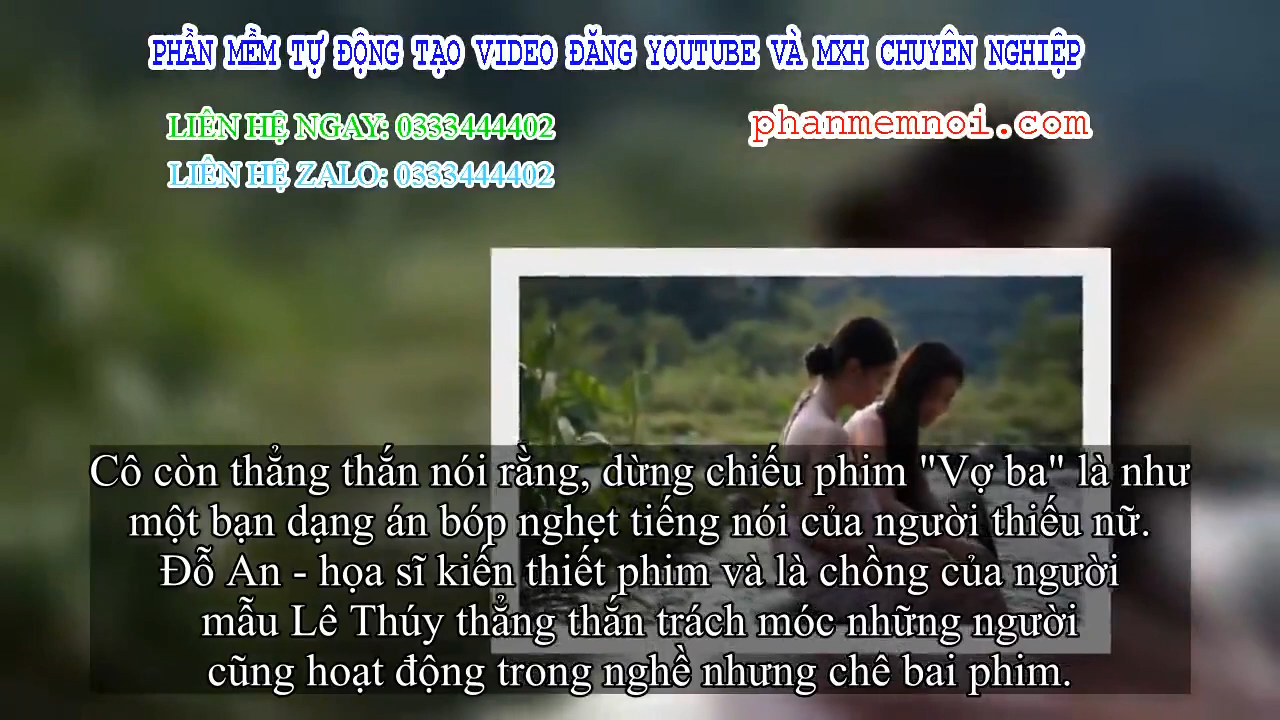 PHẦN MỀM TỰ ĐỘNG TẠO VIDEO ĐĂNG YOUTUBE VÀ MXH CHUYÊN NGHIỆP
LIÊN HỆ NGAY: 0333444402
phanmemnoi.com
LIÊN HỆ ZALO: 0333444402
Cô còn thẳng thắn nói rằng, dừng chiếu phim "Vợ ba" là như
một bạn dạng án bóp nghẹt tiếng nói của người thiếu nữ.
Đỗ An - họa sĩ kiến thiết phim và là chồng của người
mẫu Lê Thúy thẳng thắn trách móc những người
cũng hoạt động trong nghề nhưng chê bai phim.